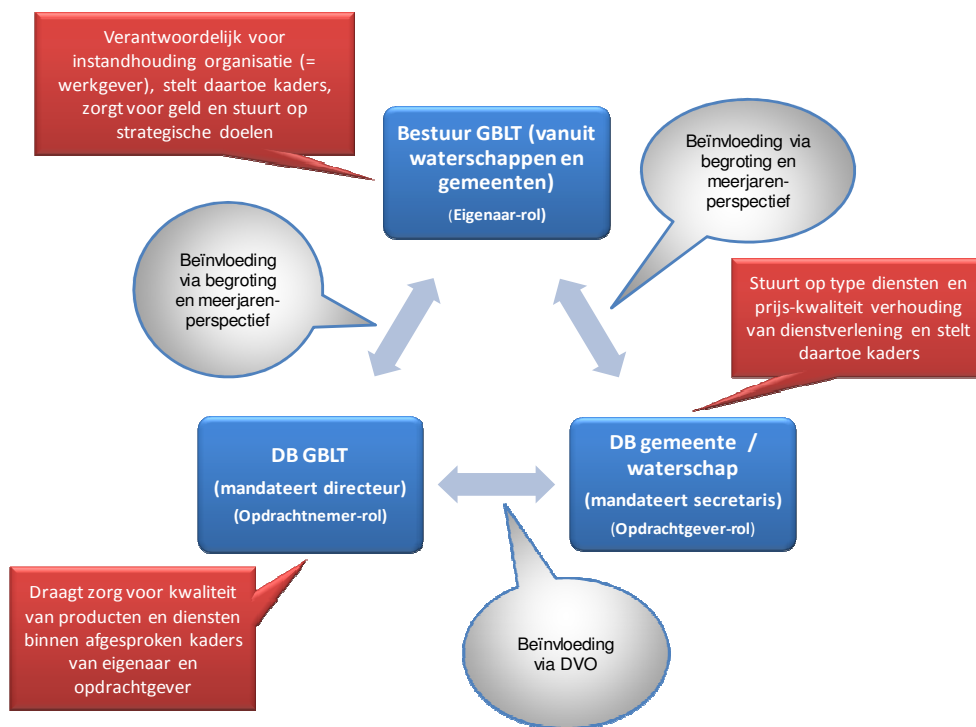 Verantwoordelijk voor
instandhouding organisatie (=
werkgever), stelt daartoe kaders,
zorgt voor geld en stuurt op
strategische doelen
Bestuur GBLT (vanuit
waterschappen en
gemeenten)
(Eigenaar-rol)
Beïnvloeding via
begroting en
meerjaren-
perspectief
Beïnvloeding
via begroting
en meerjaren-
perspectief
Stuurt op type diensten en
prijs-kwaliteit verhouding
van dienstverlening en stelt
daartoe kaders
DB GBLT
(mandateert directeur)
(Opdrachtnemer-rol)
DB gemeente /
waterschap
(mandateert secretaris)
(Opdrachtgever-rol)
Draagt zorg voor kwaliteit
van producten en diensten
binnen afgesproken kaders
van eigenaar en
opdrachtgever
Beïnvloeding
via DVO